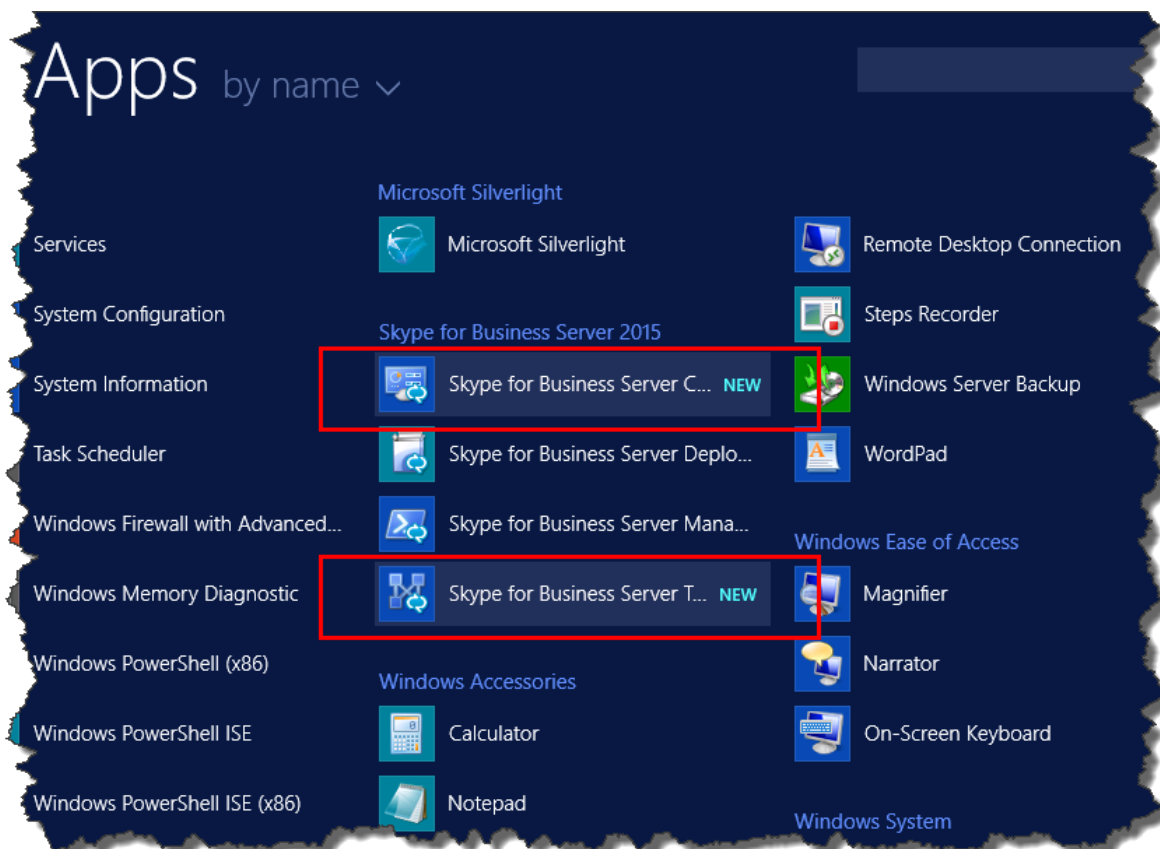 Apps by name
Services
System Configuration
System Information
Task Scheduler
Windows Firewall with Advanced...
Windows Memory Diagnostic
Windows PowerShell (x86)
Windows PowerShell ISE
Windows PowerShell ISE (x86)
Microsoft Silverlight
Microsoft Silverlight
Skype for Business Server 2015
Skype for Business Server C... NEW
Skype for Business Server Deplo...
Skype for Business Server Mana...
Skype for Business Server T... NEW
Windows Accessories
Calculator
Notepad
Remote Desktop Connection
Steps Recorder
Windows Server Backup
WordPad
Windows Ease of Access
Magnifier
Narrator
On-Screen Keyboard
Windows System